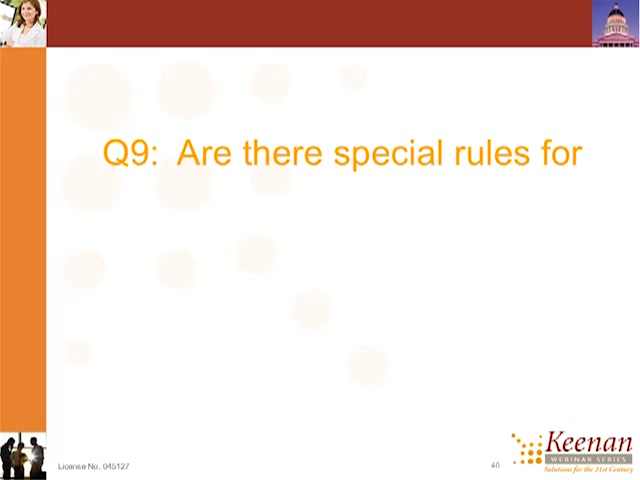 Q9: Are there special rules for
License No. 045127
40
Keenan
WEBINAR SERIES
Solutions for the 21st Century